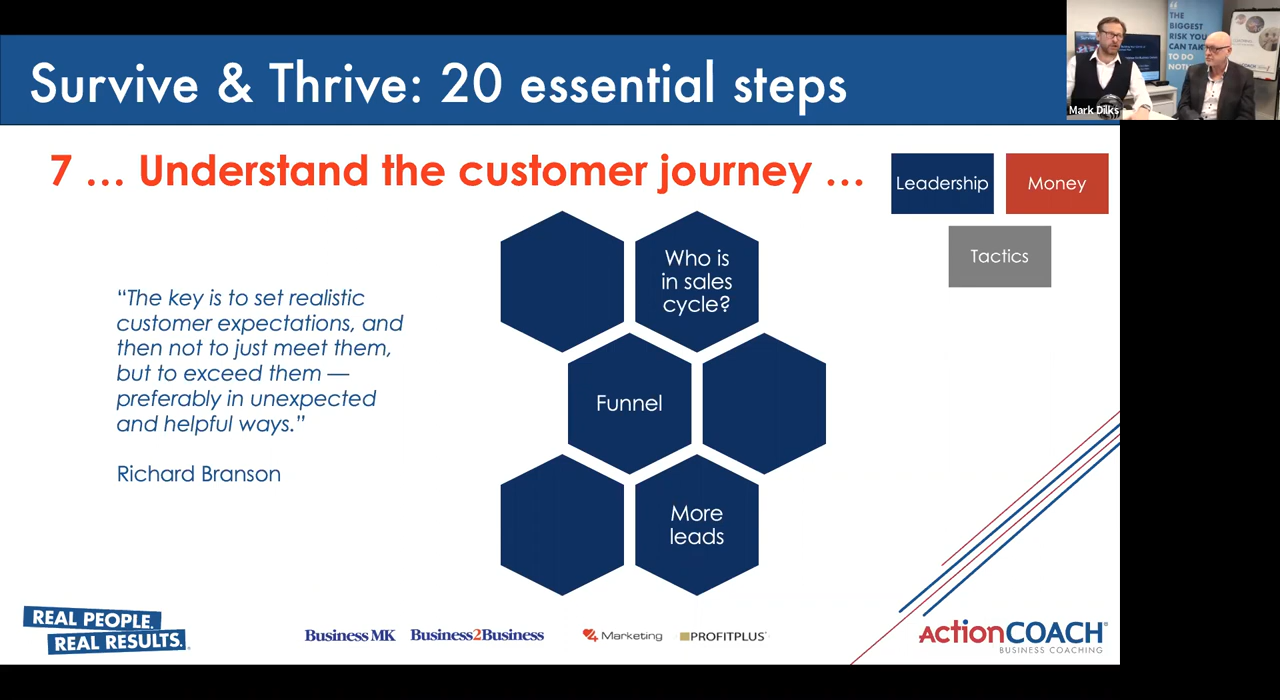 Survive & Thrive: 20 essential steps
THE
BIGGEST
RISK YOU
CAN TAKE
TO DO
NOTH
COACH
Mark Dilks
7 … Understand the customer journey …
Leadership
Money
Tactics
“The key is to set realistic
customer expectations, and
then not to just meet them,
but to exceed them —
preferably in unexpected
and helpful ways.”
Richard Branson
Who is
in sales
cycle?
Funnel
More
leads
REAL PEOPLE.
REAL RESULTS.
Business MK
Business2Business
4 Marketing
PROFITPLUS
ActionCOACH
BUSINESS COACHING